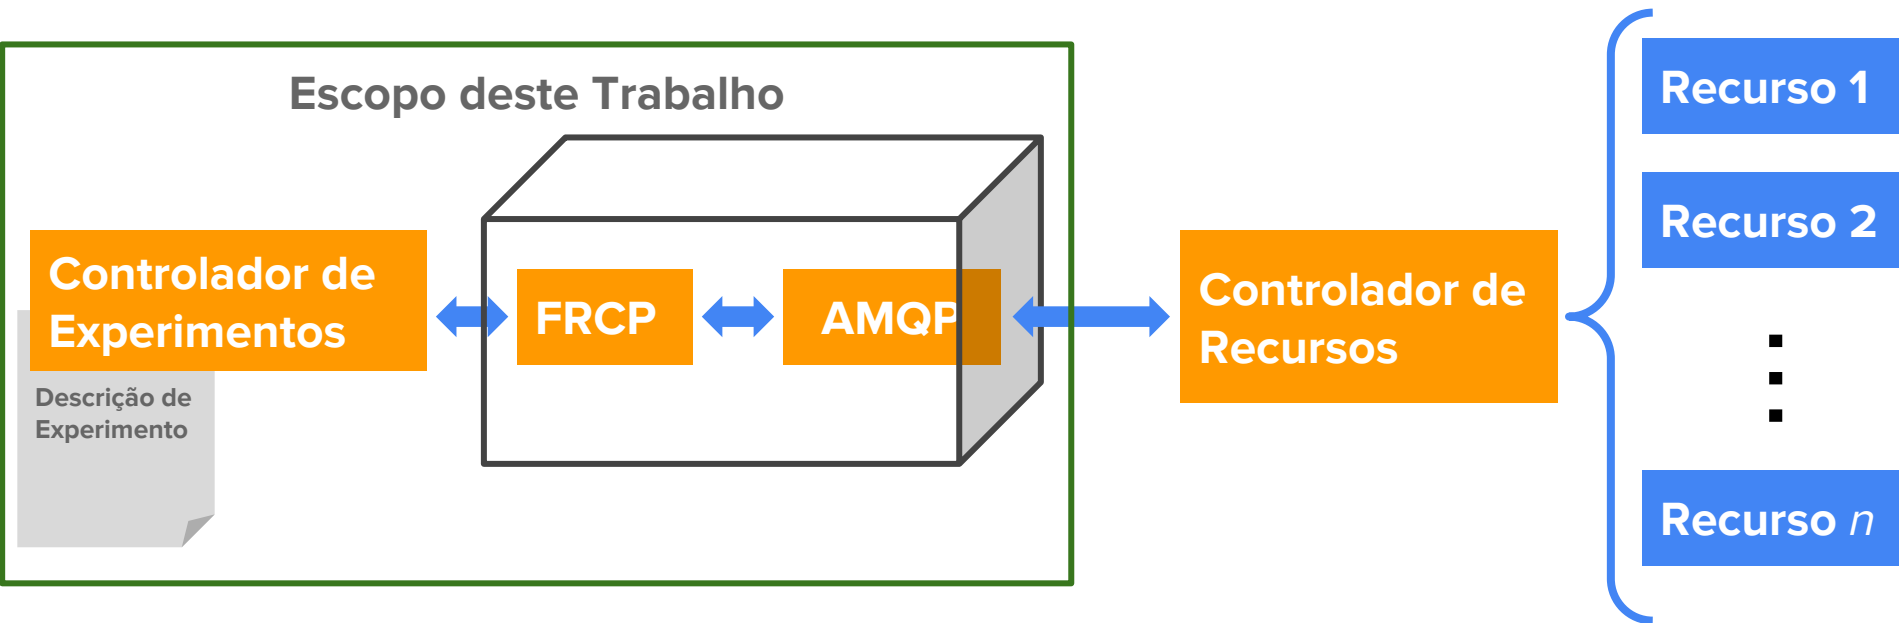 Escopo deste Trabalho
Controlador de
Experimentos
Descrição de
Experimento
FRCP
AMQP
Controlador de
Recursos
Recurso 1
Recurso 2
Recurso n